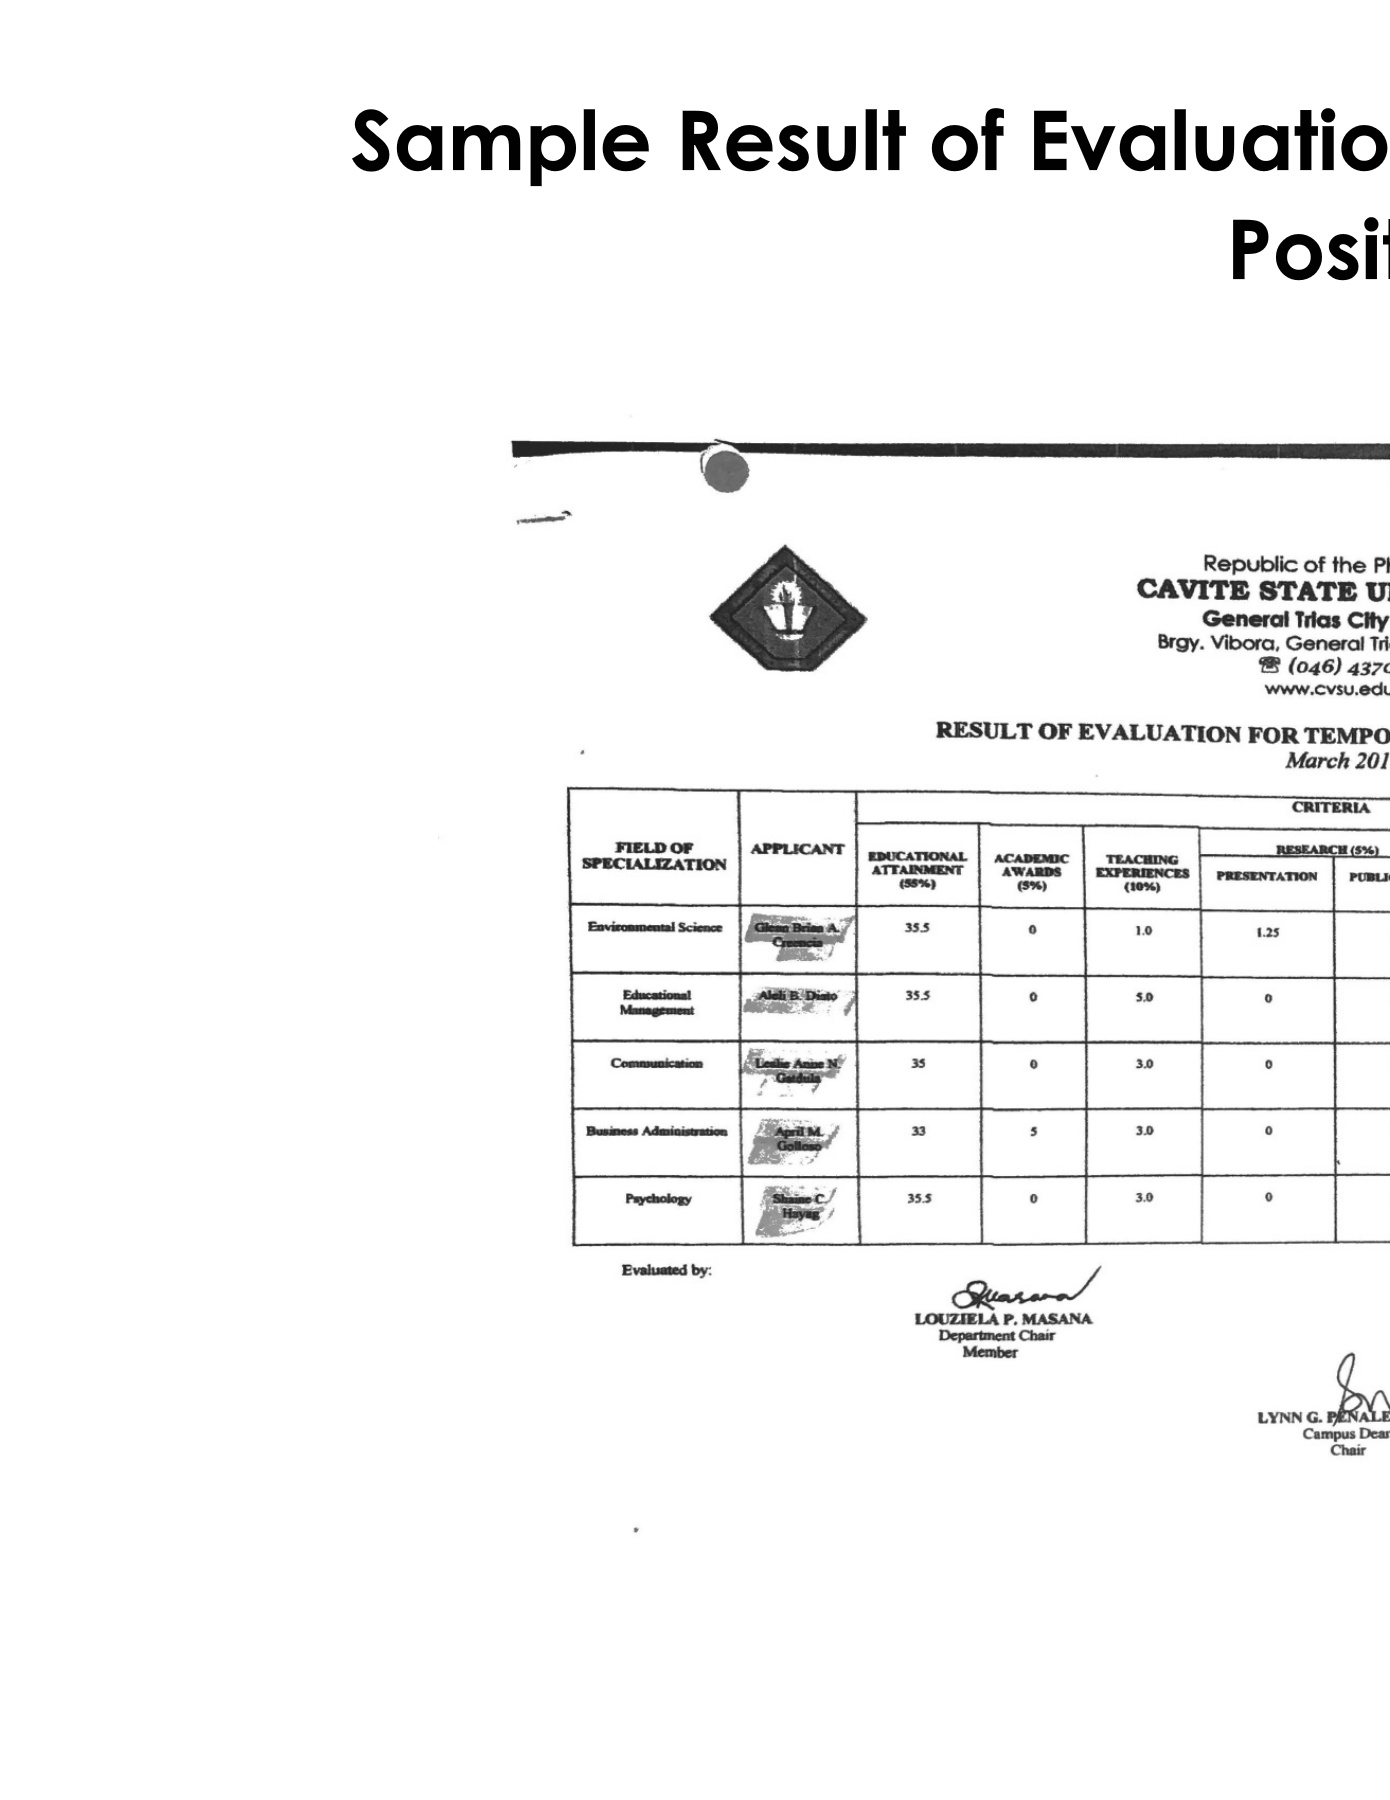 Sample Result of Evaluatio
Posit
Republic of the Ph
CAVITE STATE U
General Trias City
Brgy. Vibora, General Tri
☎ (046) 437
www.cvsu.edu
RESULT OF EVALUATION FOR TEMPO
March 201
CRITERIA
FIELD OF SPECIALIZATION
APPLICANT
EDUCATIONAL ATTAINMENT (55%)
ACADEMIC AWARDS (5%)
TEACHING EXPERIENCES (10%)
RESEARCH (5%)
PRESENTATION
PUBLI
Environmental Science Glenn Brian A. Creencia 35.5 0 1.0 1.25
Educational Management Aleli B. Diato 35.5 0 5.0 0
Communication Leslie Anne N. Gatdula 35 0 3.0 0
Business Administration April M. Golloso 33 5 3.0 0
Psychology Shaine C. Hayag 35.5 0 3.0 0
Evaluated by:
LOUZIELA P. MASANA
Department Chair
Member
LYNN G. PENALE
Campus Dean
Chair